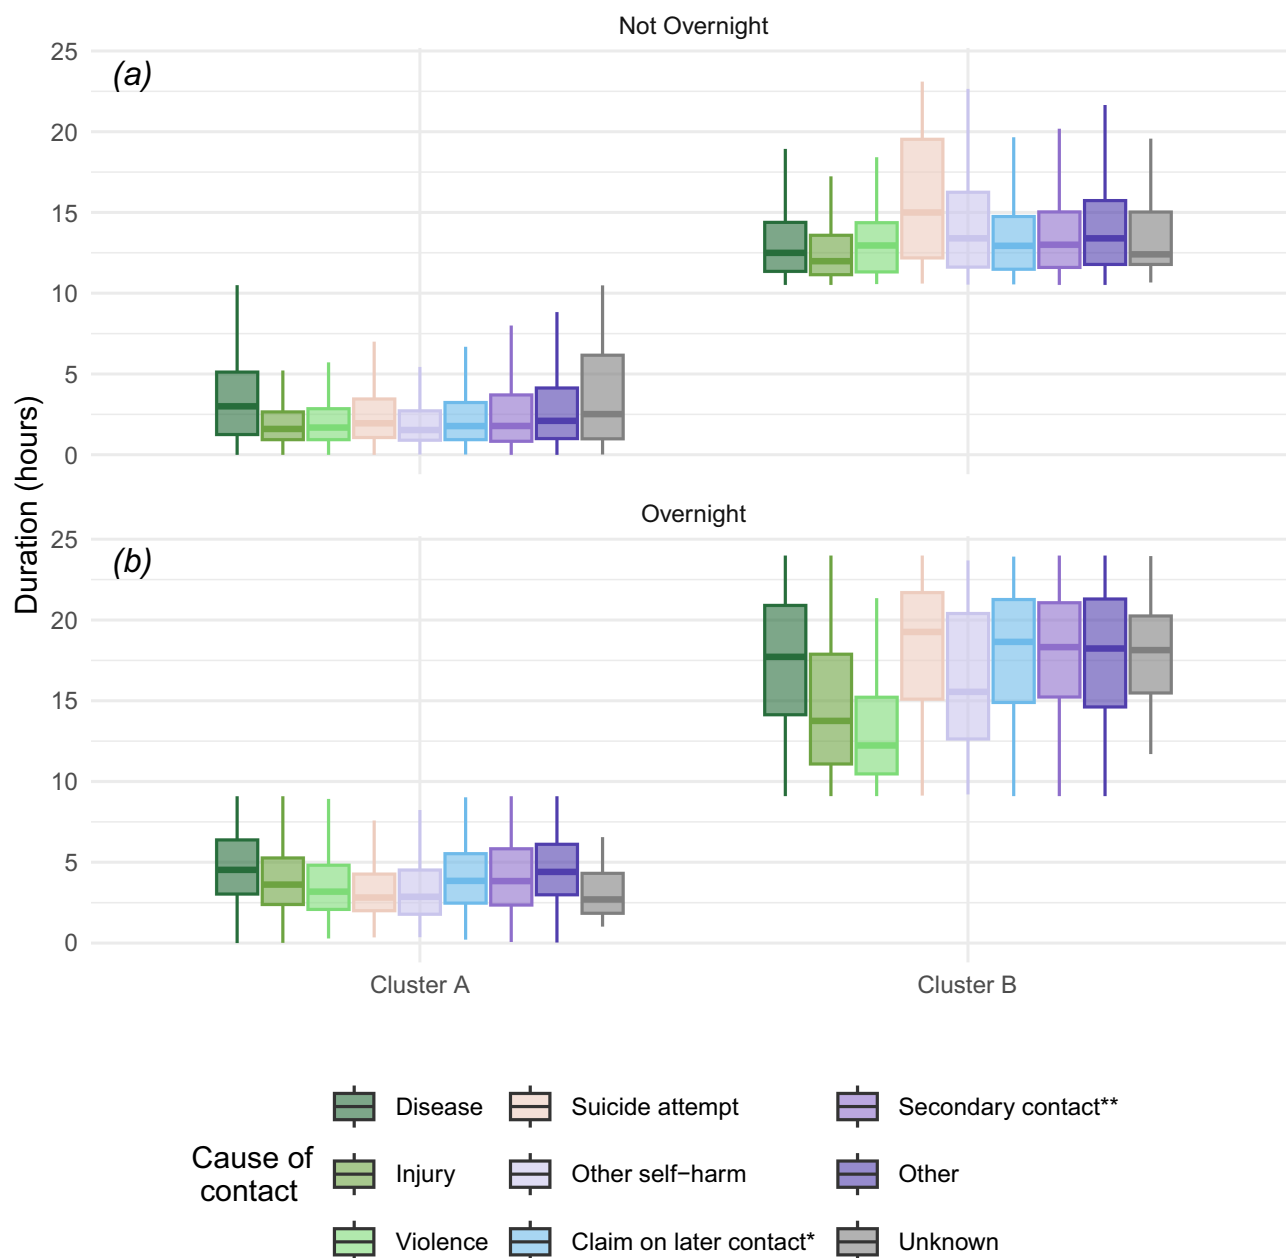 Not Overnight
(a)
25
20
15
10
5
0
Duration (hours)
Overnight
(b)
25
20
15
10
5
0
Cluster A
Cluster B
Cause of
contact
Disease
Injury
Violence
Suicide attempt
Other self−harm
Claim on later contact*
Secondary contact**
Other
Unknown